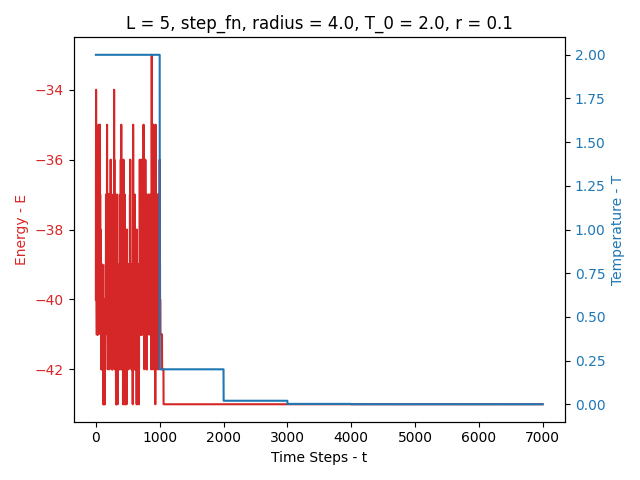 L = 5, step_fn, radius = 4.0, T_0 = 2.0, r = 0.1
−34
−36
−38
−40
−42
Energy - E
2.00
1.75
1.50
1.25
1.00
0.75
0.50
0.25
0.00
Temperature - T
0 1000 2000 3000 4000 5000 6000 7000
Time Steps - t